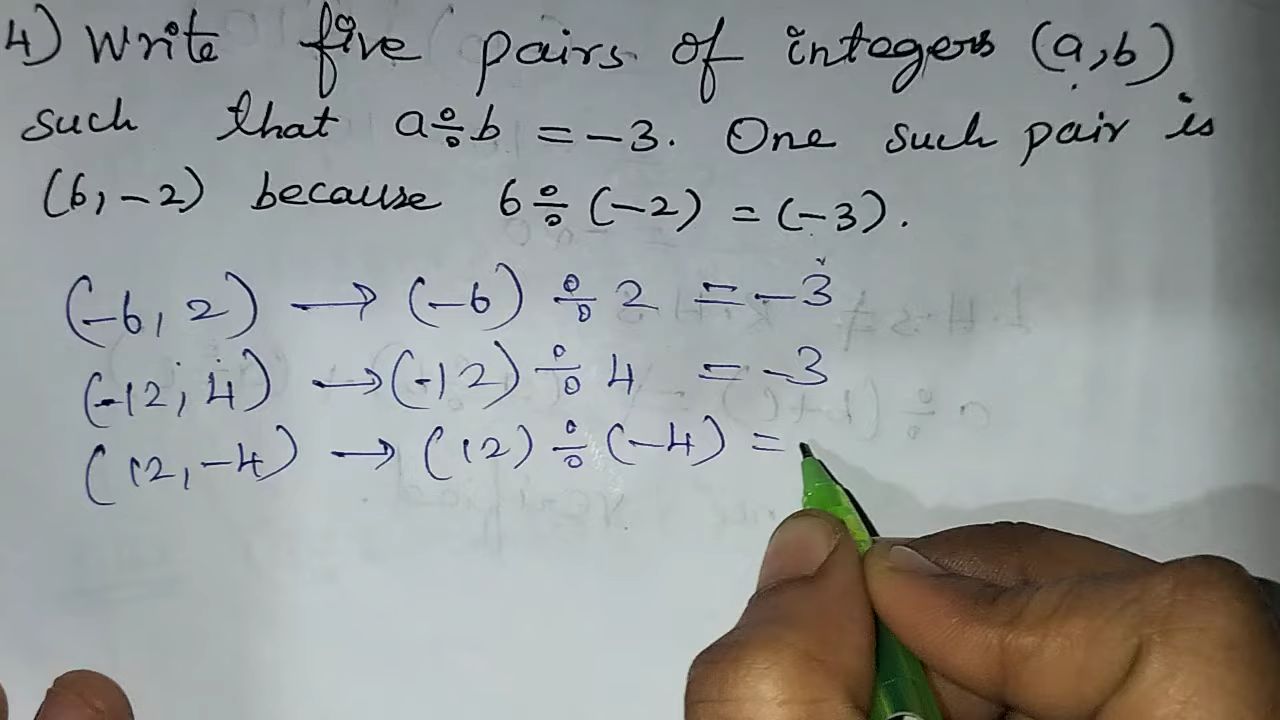 4) Write five pairs of integers (a,b)
such that a÷b = -3. One such pair is
(6, -2) because 6÷(-2) = (-3).
(-6, 2) → (-6) ÷ 2 = -3
(-12, 4) → (-12) ÷ 4 = -3
(12, -4) → (12) ÷ (-4) =